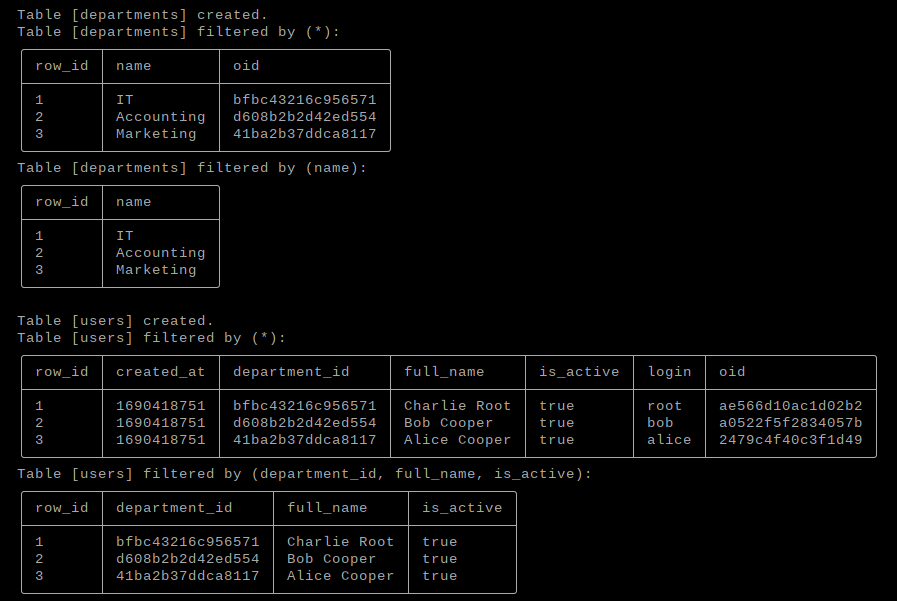 Table [departments] created.
Table [departments] filtered by (*):
row_id name oid
1 IT bfbc43216c956571
2 Accounting d608b2b2d42ed554
3 Marketing 41ba2b37ddca8117
Table [departments] filtered by (name):
row_id name
1 IT
2 Accounting
3 Marketing
Table [users] created.
Table [users] filtered by (*):
row_id created_at department_id full_name is_active login oid
1 1690418751 bfbc43216c956571 Charlie Root true root ae566d10ac1d02b2
2 1690418751 d608b2b2d42ed554 Bob Cooper true bob a0522f5f2834057b
3 1690418751 41ba2b37ddca8117 Alice Cooper true alice 2479c4f40c3f1d49
Table [users] filtered by (department_id, full_name, is_active):
row_id department_id full_name is_active
1 bfbc43216c956571 Charlie Root true
2 d608b2b2d42ed554 Bob Cooper true
3 41ba2b37ddca8117 Alice Cooper true